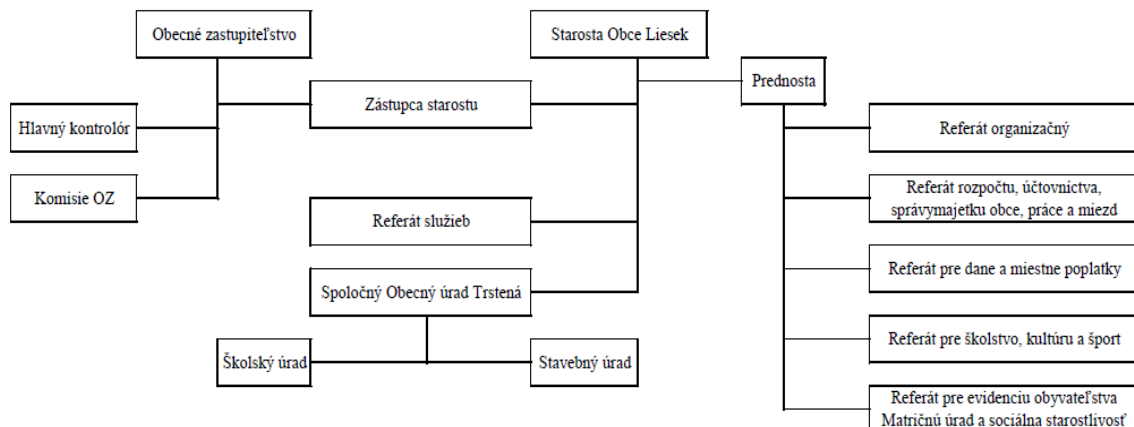 Obecné zastupiteľstvo
Starosta Obce Liesek
Prednosta
Zástupca starostu
Hlavný kontrolór
Referát organizačný
Komisie OZ
Referát rozpočtu, účtovníctva,
správymajetku obce, práce a miezd
Referát služieb
Referát pre dane a miestne poplatky
Spoločný Obecný úrad Trstená
Školský úrad
Stavebný úrad
Referát pre školstvo, kultúru a šport
Referát pre evidenciu obyvateľstva
Matričnú úrad a sociálna starostlivosť